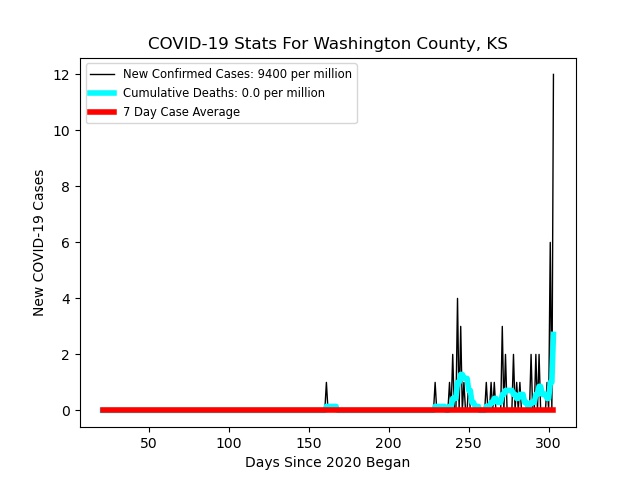 COVID-19 Stats For Washington County, KS
New Confirmed Cases: 9400 per million
Cumulative Deaths: 0.0 per million
7 Day Case Average
New COVID-19 Cases
12
10
8
6
4
2
0
50 100 150 200 250 300
Days Since 2020 Began